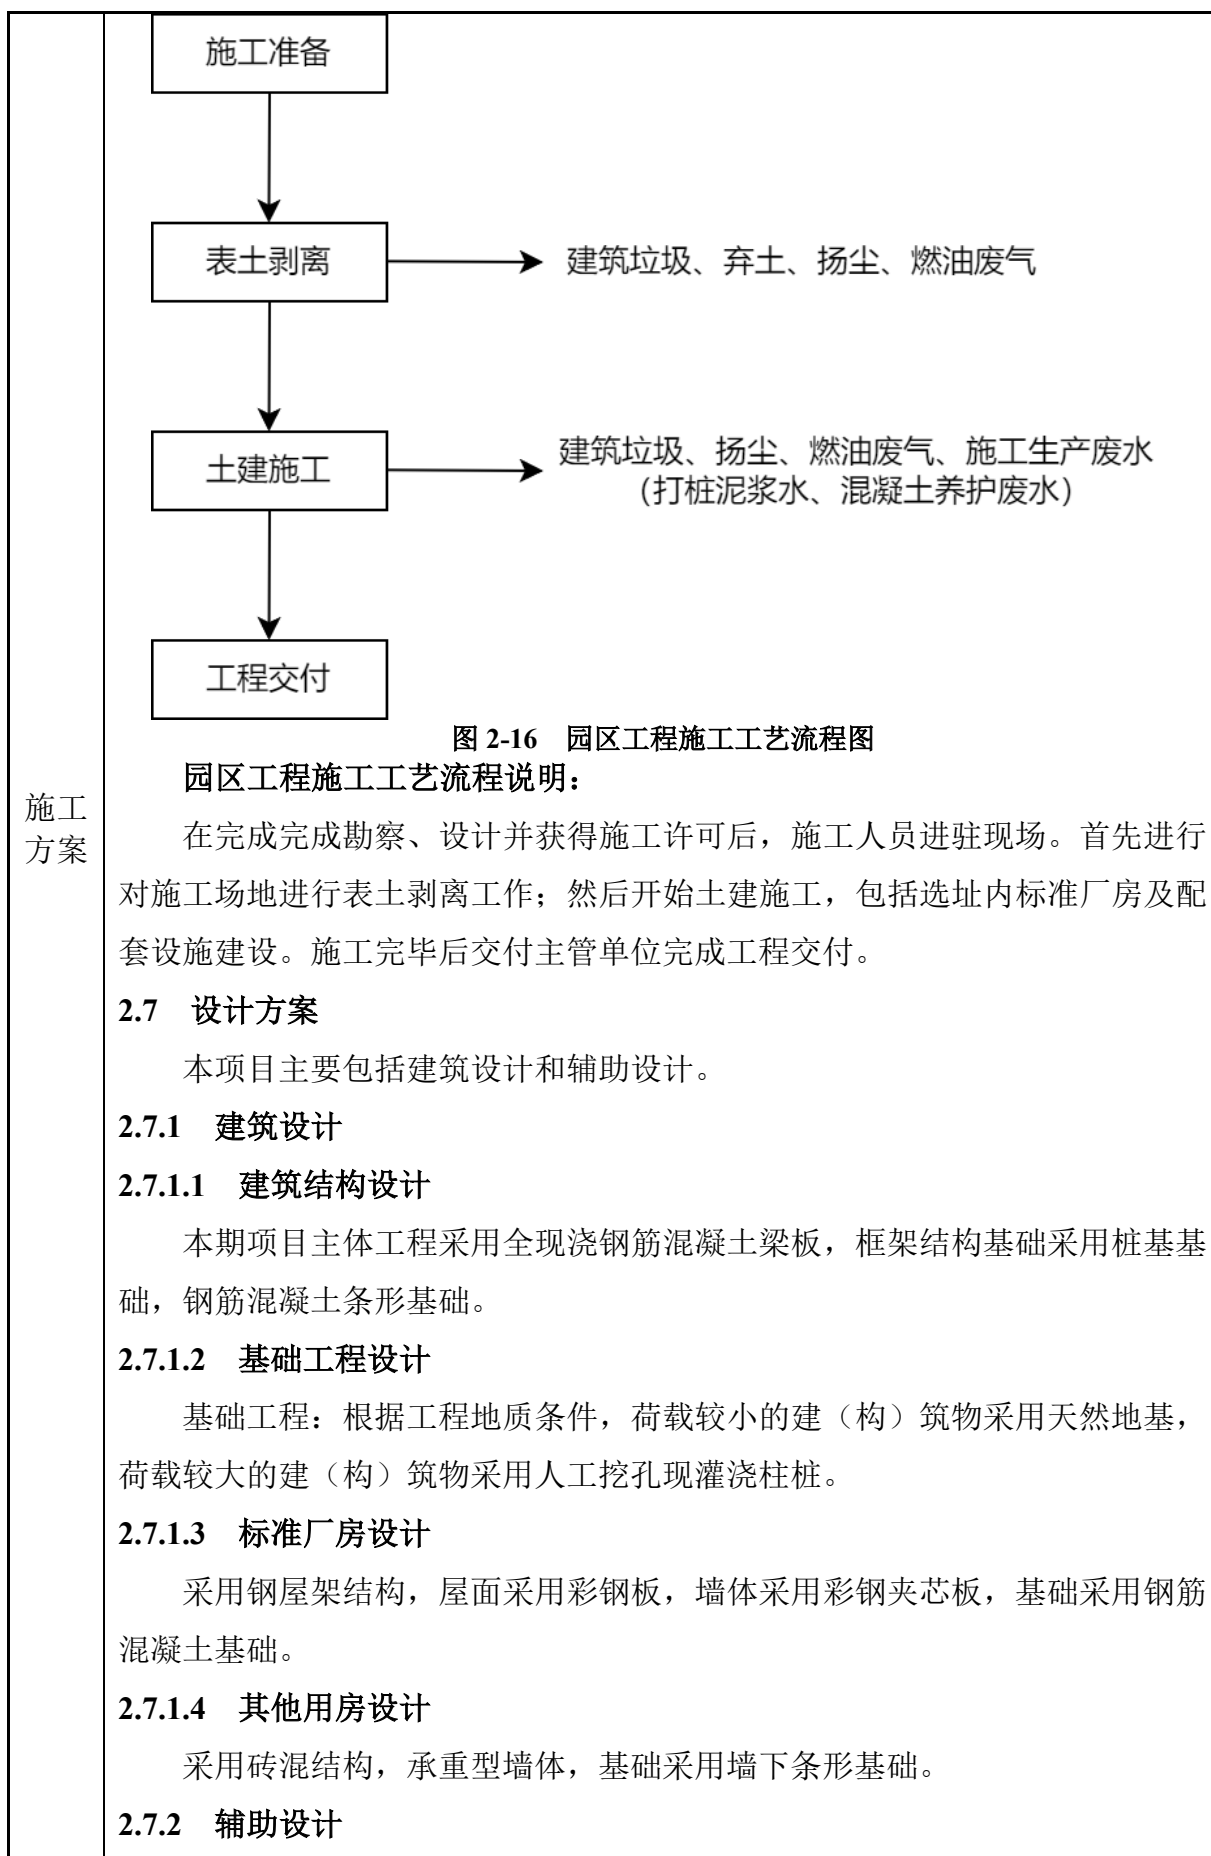 施工准备
表土剥离
建筑垃圾、弃土、扬尘、燃油废气
土建施工
建筑垃圾、扬尘、燃油废气、施工生产废水
（打桩泥浆水、混凝土养护废水）
工程交付
图 2-16 园区工程施工工艺流程图
施工
方案
园区工程施工工艺流程说明：
在完成完成勘察、设计并获得施工许可后，施工人员进驻现场。首先进行
对施工场地进行表土剥离工作；然后开始土建施工，包括选址内标准厂房及配
套设施建设。施工完毕后交付主管单位完成工程交付。
2.7 设计方案
本项目主要包括建筑设计和辅助设计。
2.7.1 建筑设计
2.7.1.1 建筑结构设计
本期项目主体工程采用全现浇钢筋混凝土梁板，框架结构基础采用桩基基
础，钢筋混凝土条形基础。
2.7.1.2 基础工程设计
基础工程：根据工程地质条件，荷载较小的建（构）筑物采用天然地基，
荷载较大的建（构）筑物采用人工挖孔现灌浇柱桩。
2.7.1.3 标准厂房设计
采用钢屋架结构，屋面采用彩钢板，墙体采用彩钢夹芯板，基础采用钢筋
混凝土基础。
2.7.1.4 其他用房设计
采用砖混结构，承重型墙体，基础采用墙下条形基础。
2.7.2 辅助设计